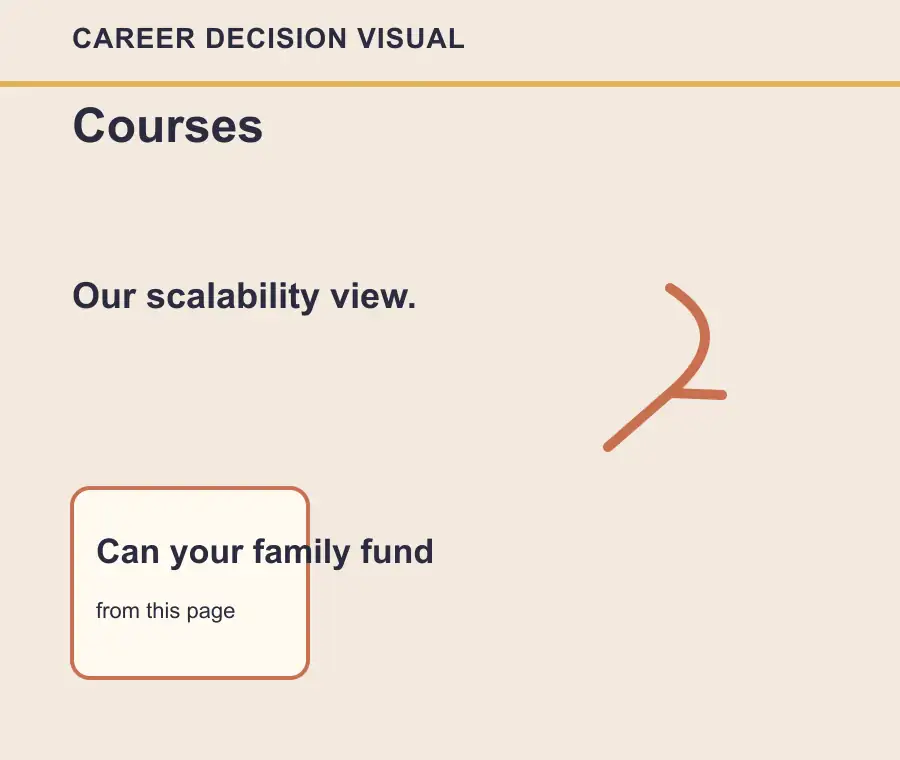 CAREER DECISION VISUAL
Courses
Our scalability view.
Can your family fund
from this page